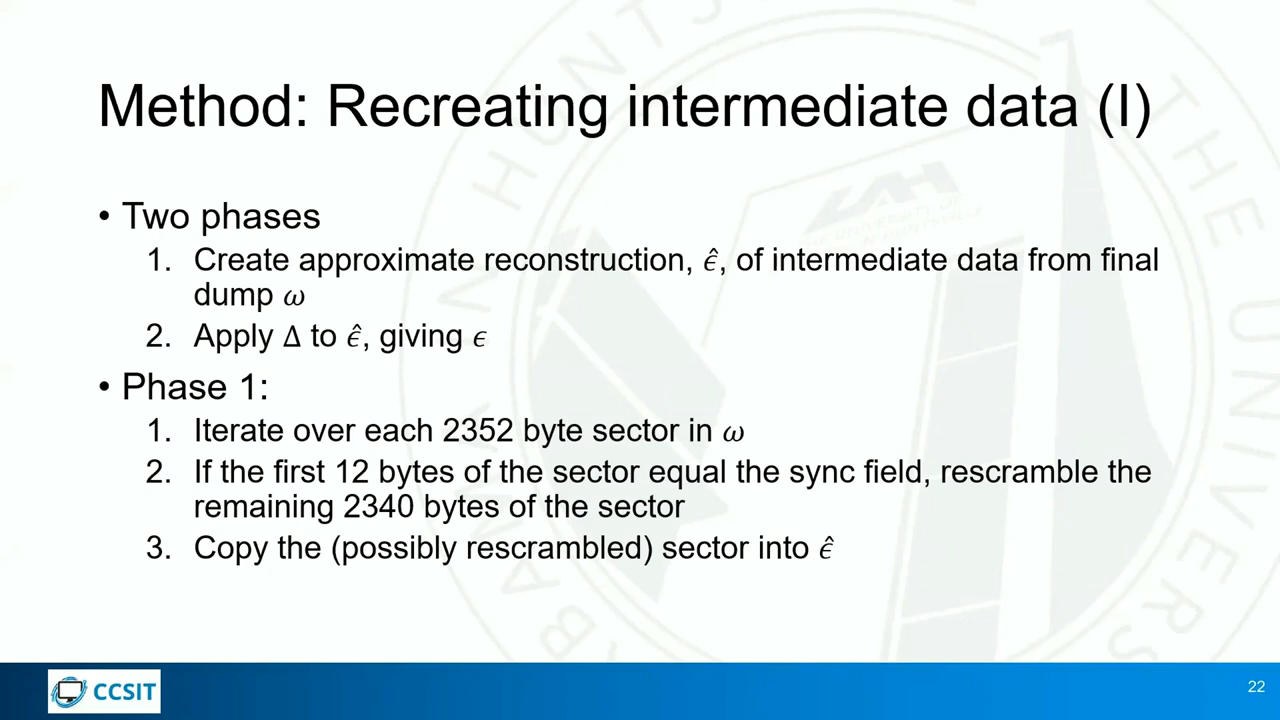 Method: Recreating intermediate data (I)
• Two phases
1. Create approximate reconstruction, ϵ̂, of intermediate data from final
dump ω
2. Apply Δ to ϵ̂, giving ϵ
• Phase 1:
1. Iterate over each 2352 byte sector in ω
2. If the first 12 bytes of the sector equal the sync field, rescramble the
remaining 2340 bytes of the sector
3. Copy the (possibly rescrambled) sector into ϵ̂
CCSIT
22